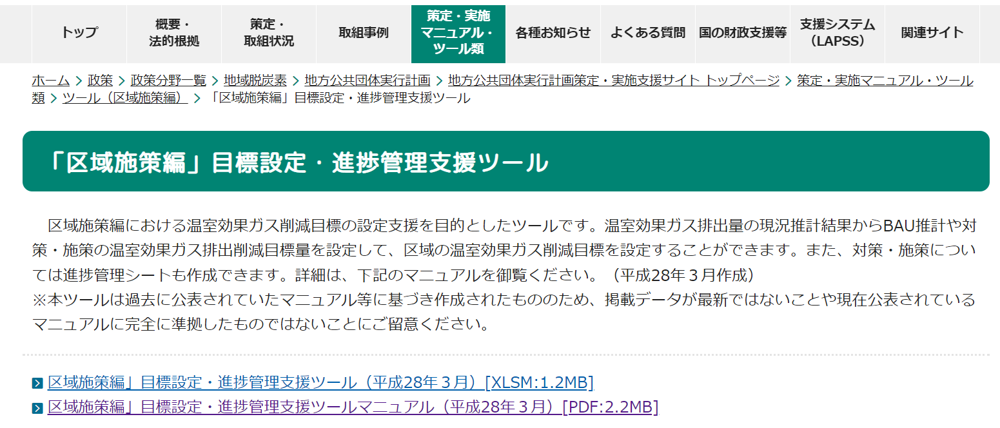 トップ
概要・
法的根拠
策定・
取組状況
取組事例
策定・実施
マニュアル・
ツール類
各種お知らせ
よくある質問
国の財政支援等
支援システム
（LAPSS）
関連サイト
ホーム > 政策 > 政策分野一覧 > 地域脱炭素 > 地方公共団体実行計画 > 地方公共団体実行計画策定・実施支援サイト トップページ > 策定・実施マニュアル・ツール
類 > ツール（区域施策編） > 「区域施策編」目標設定・進捗管理支援ツール
「区域施策編」目標設定・進捗管理支援ツール
　区域施策編における温室効果ガス削減目標の設定支援を目的としたツールです。温室効果ガス排出量の現況推計結果からBAU推計や対
策・施策の温室効果ガス排出削減目標量を設定して、区域の温室効果ガス削減目標を設定することができます。また、対策・施策につい
ては進捗管理シートも作成できます。詳細は、下記のマニュアルを御覧ください。（平成28年３月作成）
※本ツールは過去に公表されていたマニュアル等に基づき作成されたもののため、掲載データが最新ではないことや現在公表されている
マニュアルに完全に準拠したものではないことにご留意ください。
区域施策編」目標設定・進捗管理支援ツール（平成28年３月）[XLSM:1.2MB]
区域施策編」目標設定・進捗管理支援ツールマニュアル（平成28年３月）[PDF:2.2MB]